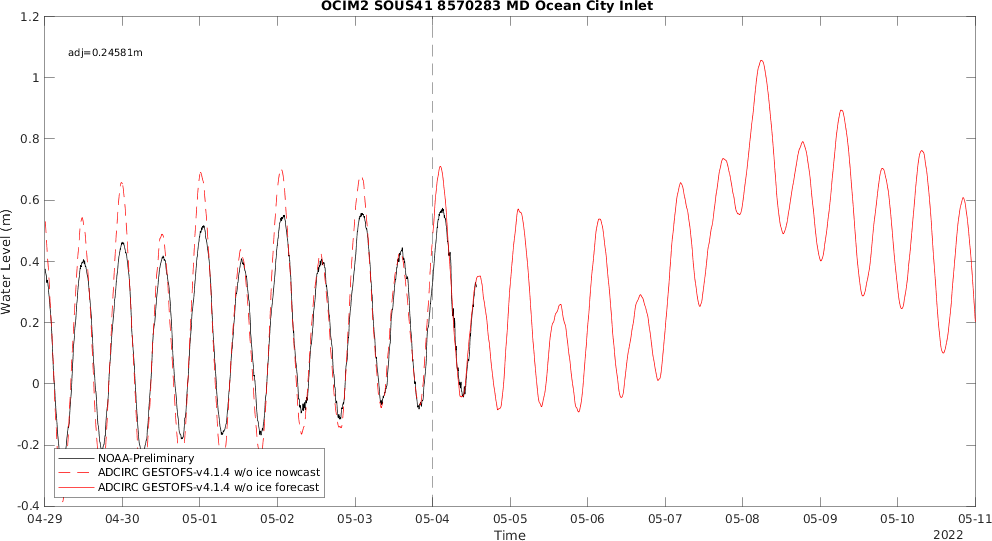 OCIM2 SOUS41 8570283 MD Ocean City Inlet
adj=0.24581m
Water Level (m)
1.2
1
0.8
0.6
0.4
0.2
0
-0.2
-0.4
NOAA-Preliminary
ADCIRC GESTOFS-v4.1.4 w/o ice nowcast
ADCIRC GESTOFS-v4.1.4 w/o ice forecast
04-29 04-30 05-01 05-02 05-03 05-04 05-05 05-06 05-07 05-08 05-09 05-10 05-11
Time
2022